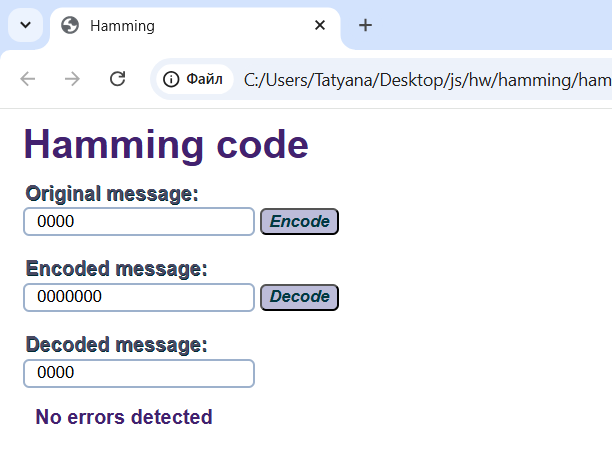 Hamming
Файл C:/Users/Tatyana/Desktop/js/hw/hamming/ham
Hamming code
Original message:
0000 Encode
Encoded message:
0000000 Decode
Decoded message:
0000
No errors detected